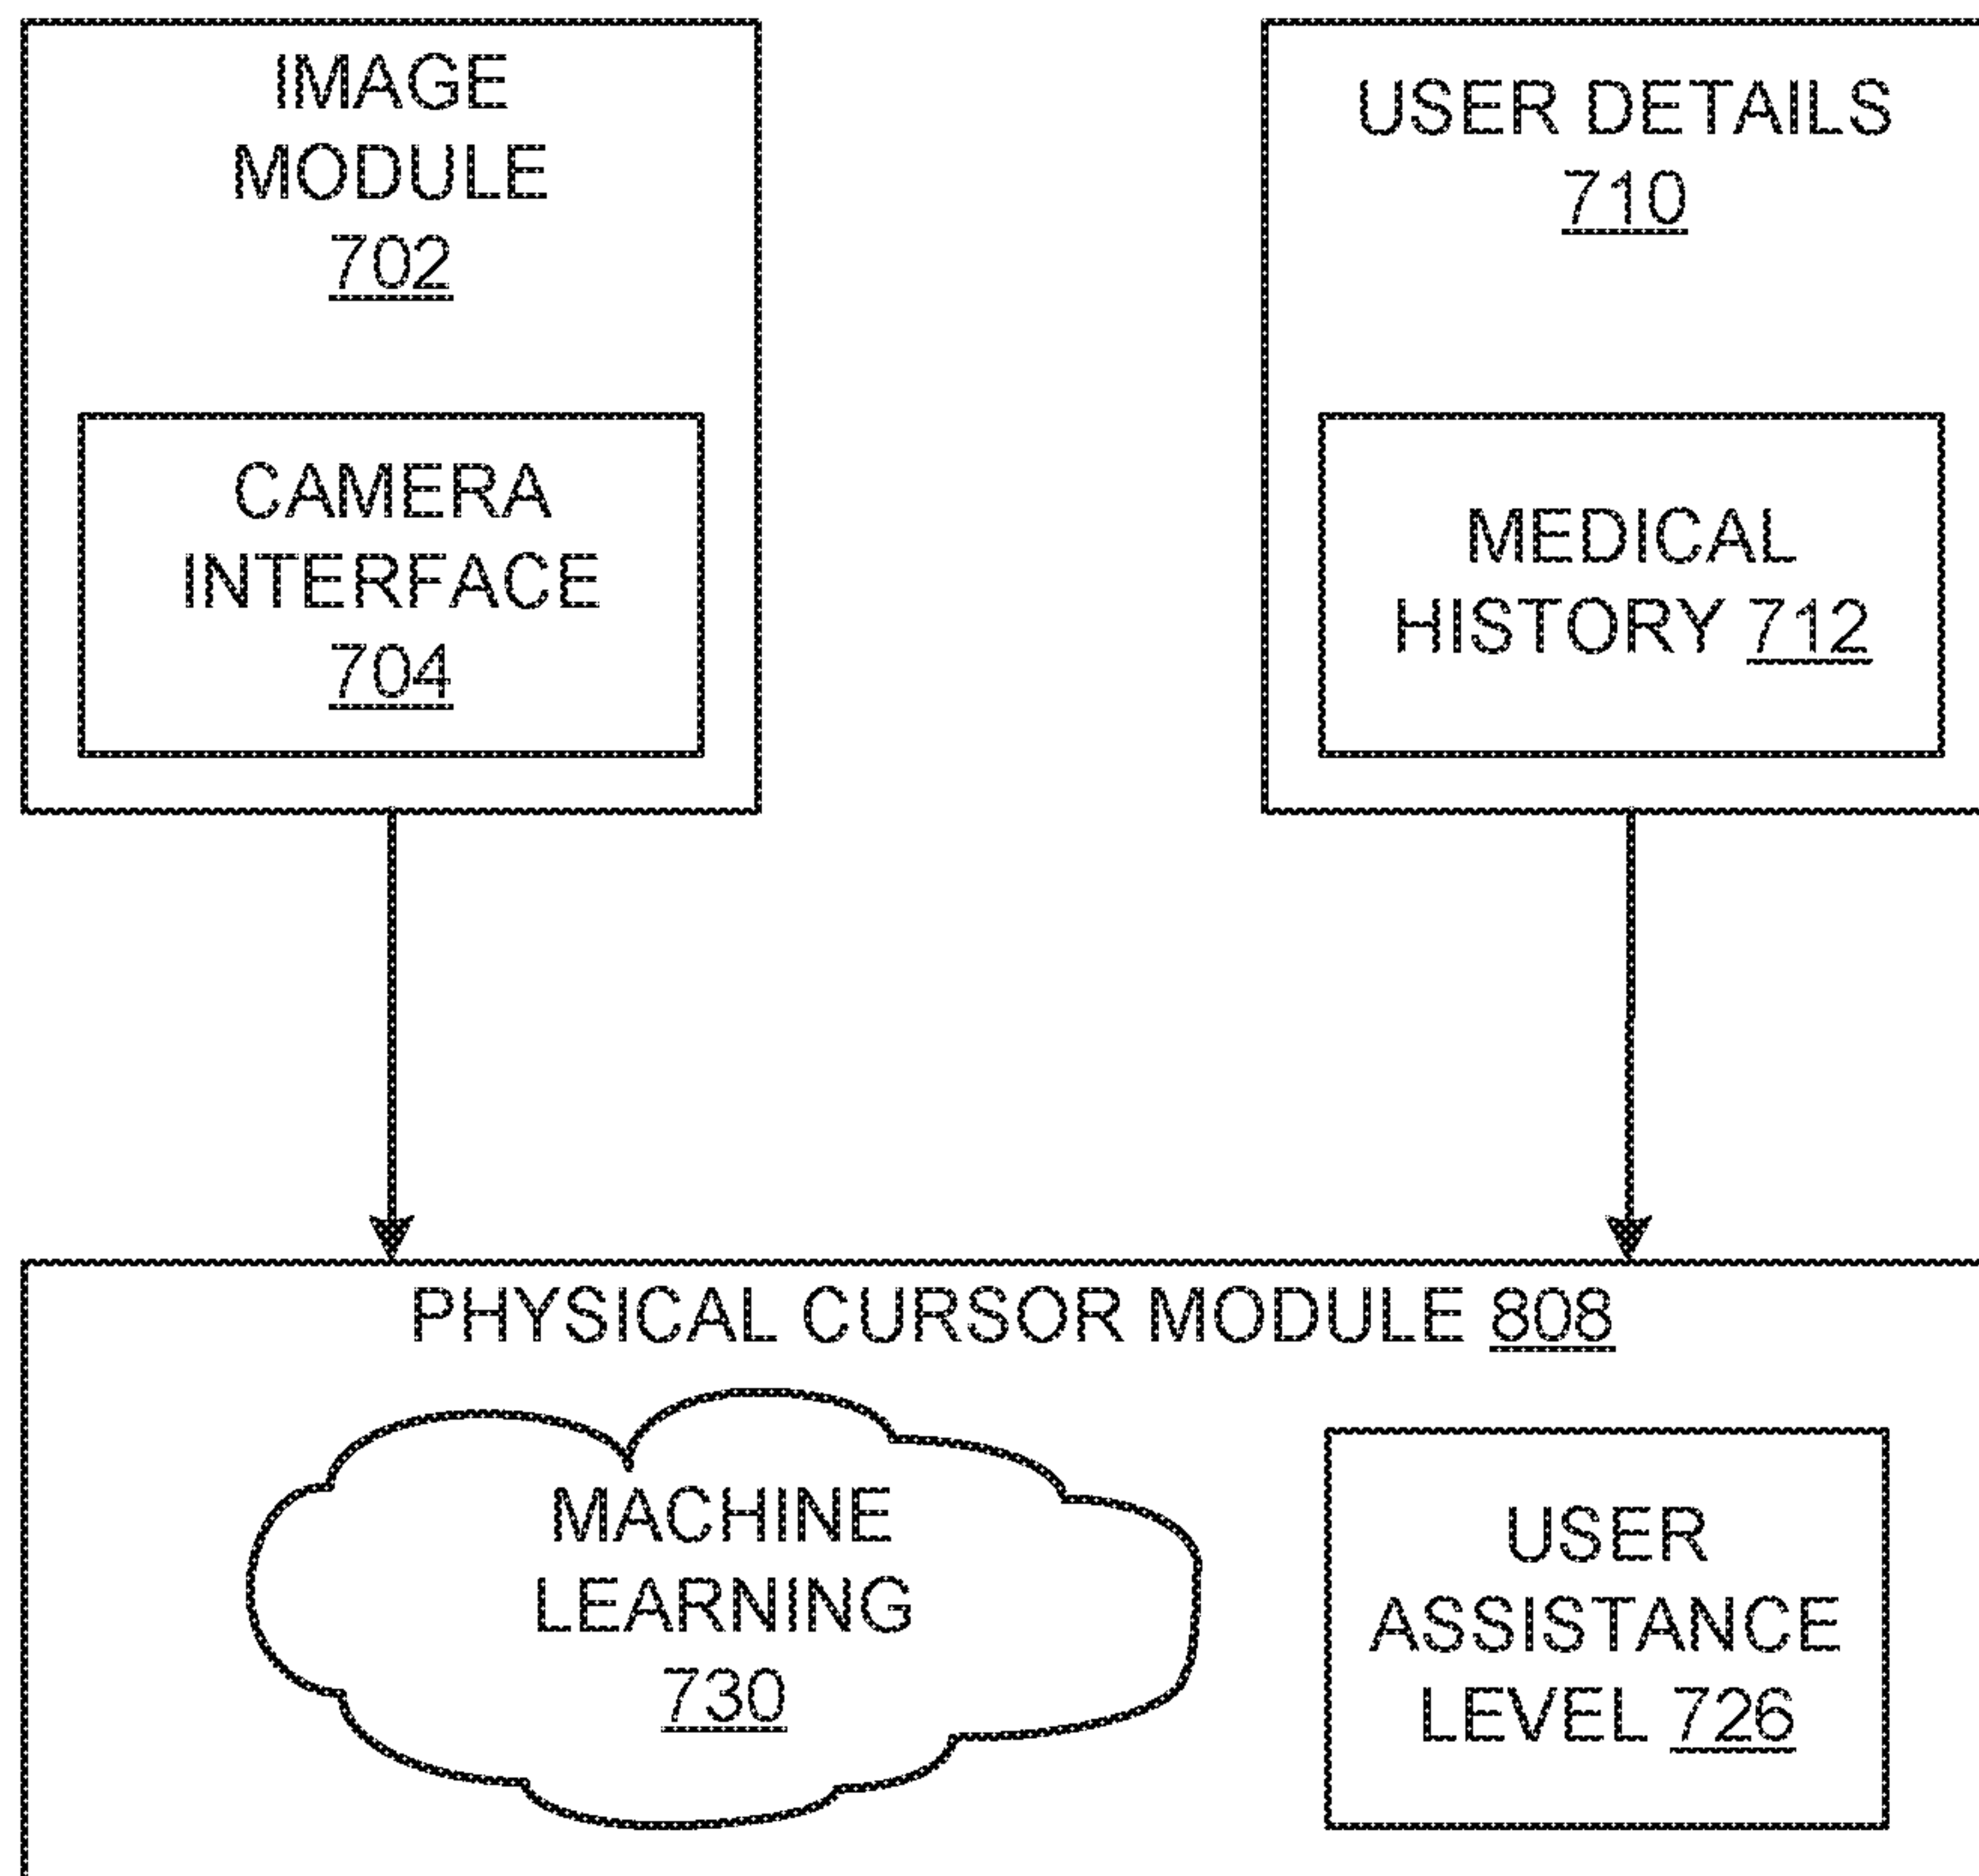 IMAGE
MODULE
702
CAMERA
INTERFACE
704
USER DETAILS
710
MEDICAL
HISTORY 712
PHYSICAL CURSOR MODULE 808
MACHINE
LEARNING
730
USER
ASSISTANCE
LEVEL 726